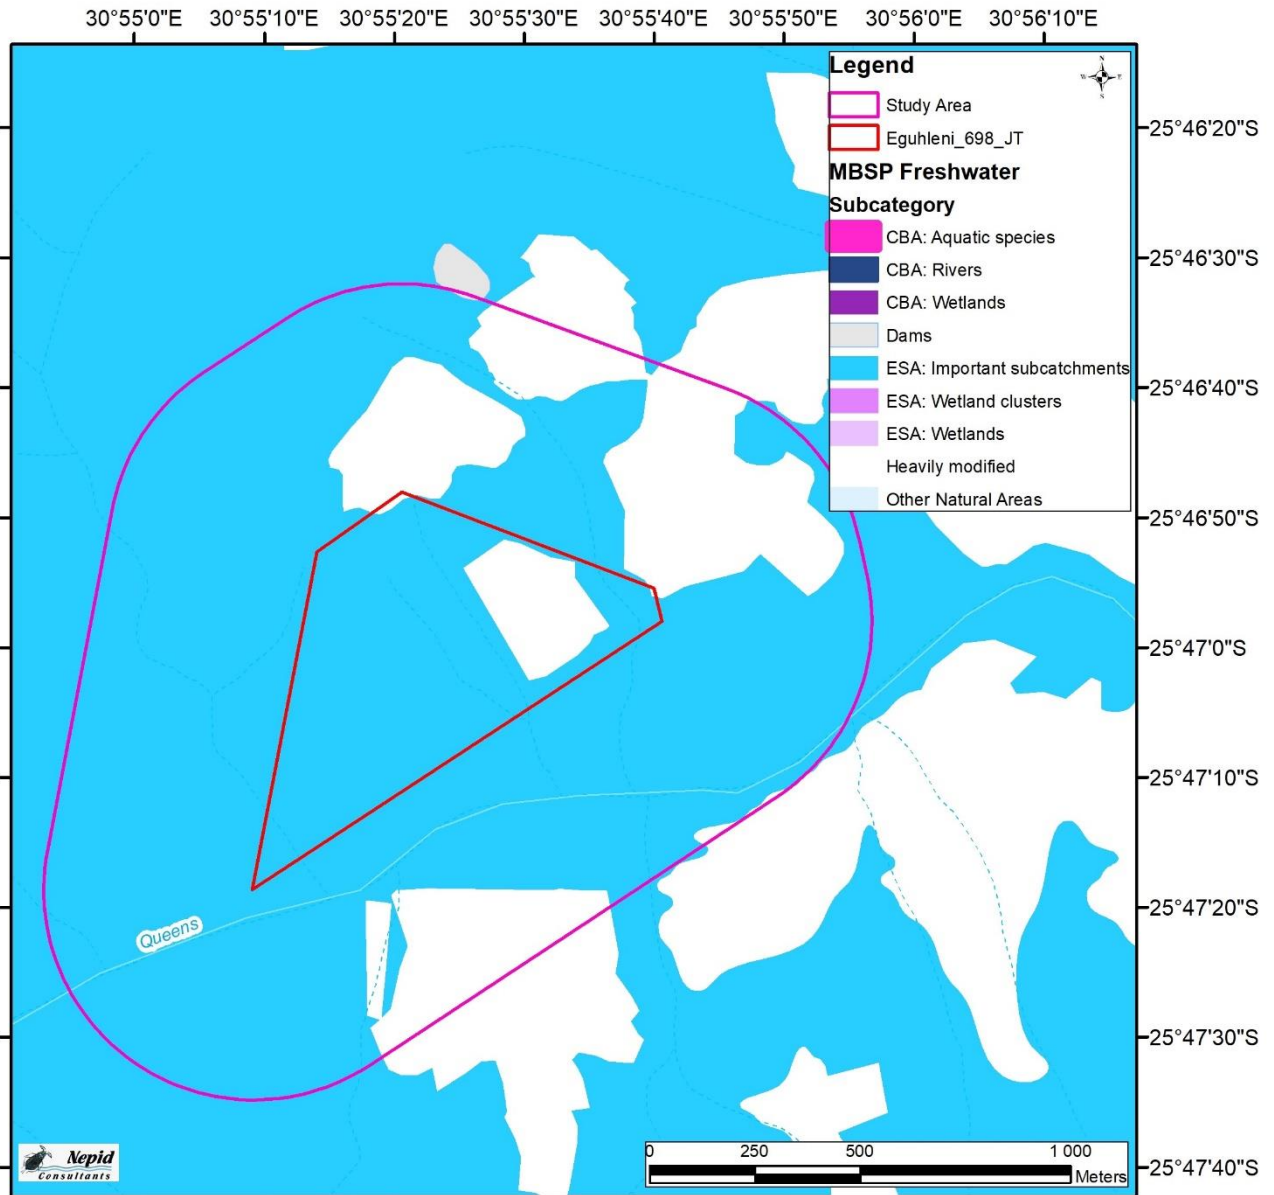 30°55'0"E 30°55'10"E 30°55'20"E 30°55'30"E 30°55'40"E 30°55'50"E 30°56'0"E 30°56'10"E
Legend
N
W E
S
Study Area
Eguhleni_698_JT
MBSP Freshwater
Subcategory
CBA: Aquatic species
CBA: Rivers
CBA: Wetlands
Dams
ESA: Important subcatchments
ESA: Wetland clusters
ESA: Wetlands
Heavily modified
Other Natural Areas
25°46'20"S
25°46'30"S
25°46'40"S
25°46'50"S
25°47'0"S
25°47'10"S
25°47'20"S
25°47'30"S
25°47'40"S
Queens
Nepid
Consultants
0 250 500 1 000
Meters